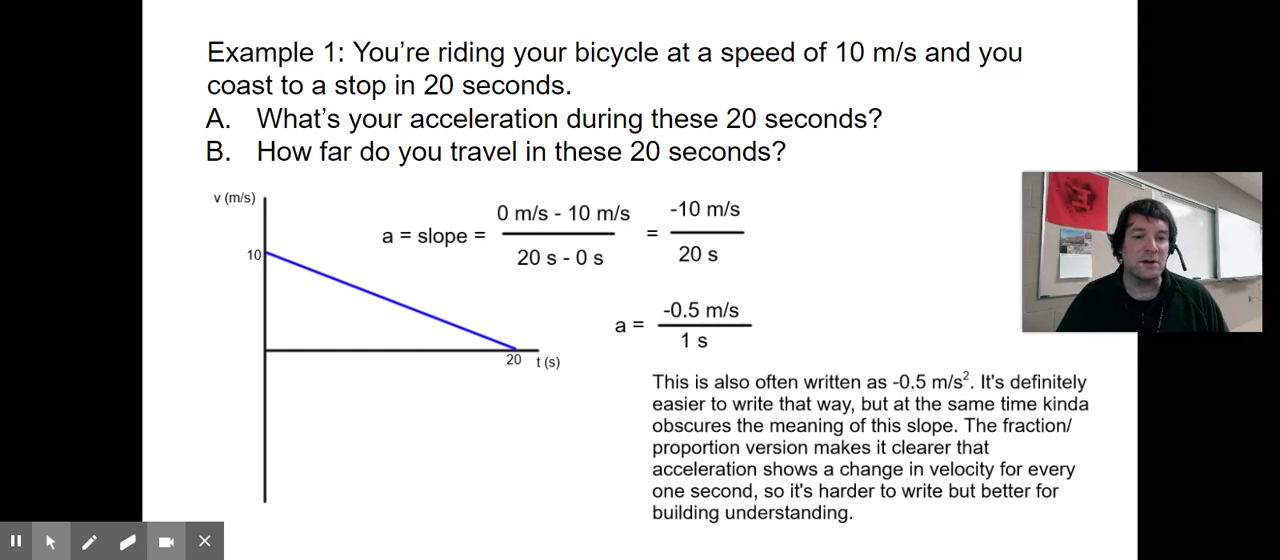 Example 1: You're riding your bicycle at a speed of 10 m/s and you
coast to a stop in 20 seconds.
A. What's your acceleration during these 20 seconds?
B. How far do you travel in these 20 seconds?
v (m/s)
10
20 t (s)
a = slope =
0 m/s - 10 m/s
20 s - 0 s
=
-10 m/s
20 s
a =
-0.5 m/s
1 s
This is also often written as -0.5 m/s². It's definitely
easier to write that way, but at the same time kinda
obscures the meaning of this slope. The fraction/
proportion version makes it clearer that
acceleration shows a change in velocity for every
one second, so it's harder to write but better for
building understanding.